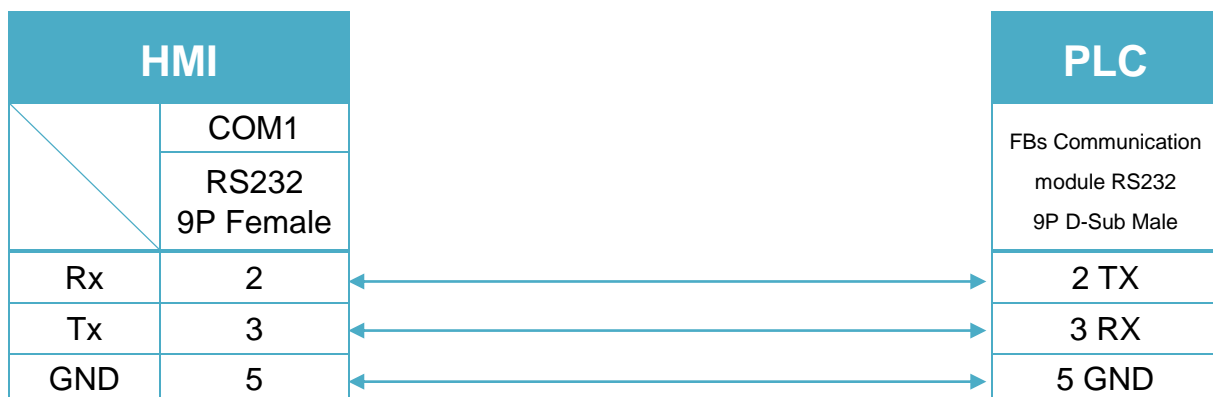 HMI
PLC
COM1
RS232
9P Female
FBs Communication
module RS232
9P D-Sub Male
Rx 2 2 TX
Tx 3 3 RX
GND 5 5 GND